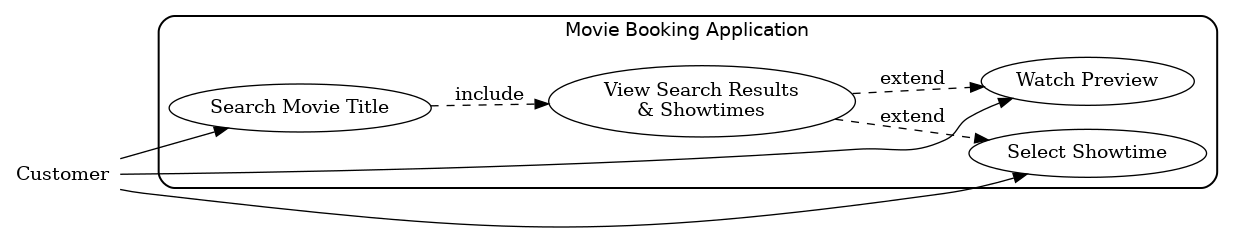 Movie Booking Application
Search Movie Title
include
View Search Results
& Showtimes
extend
extend
Watch Preview
Select Showtime
Customer